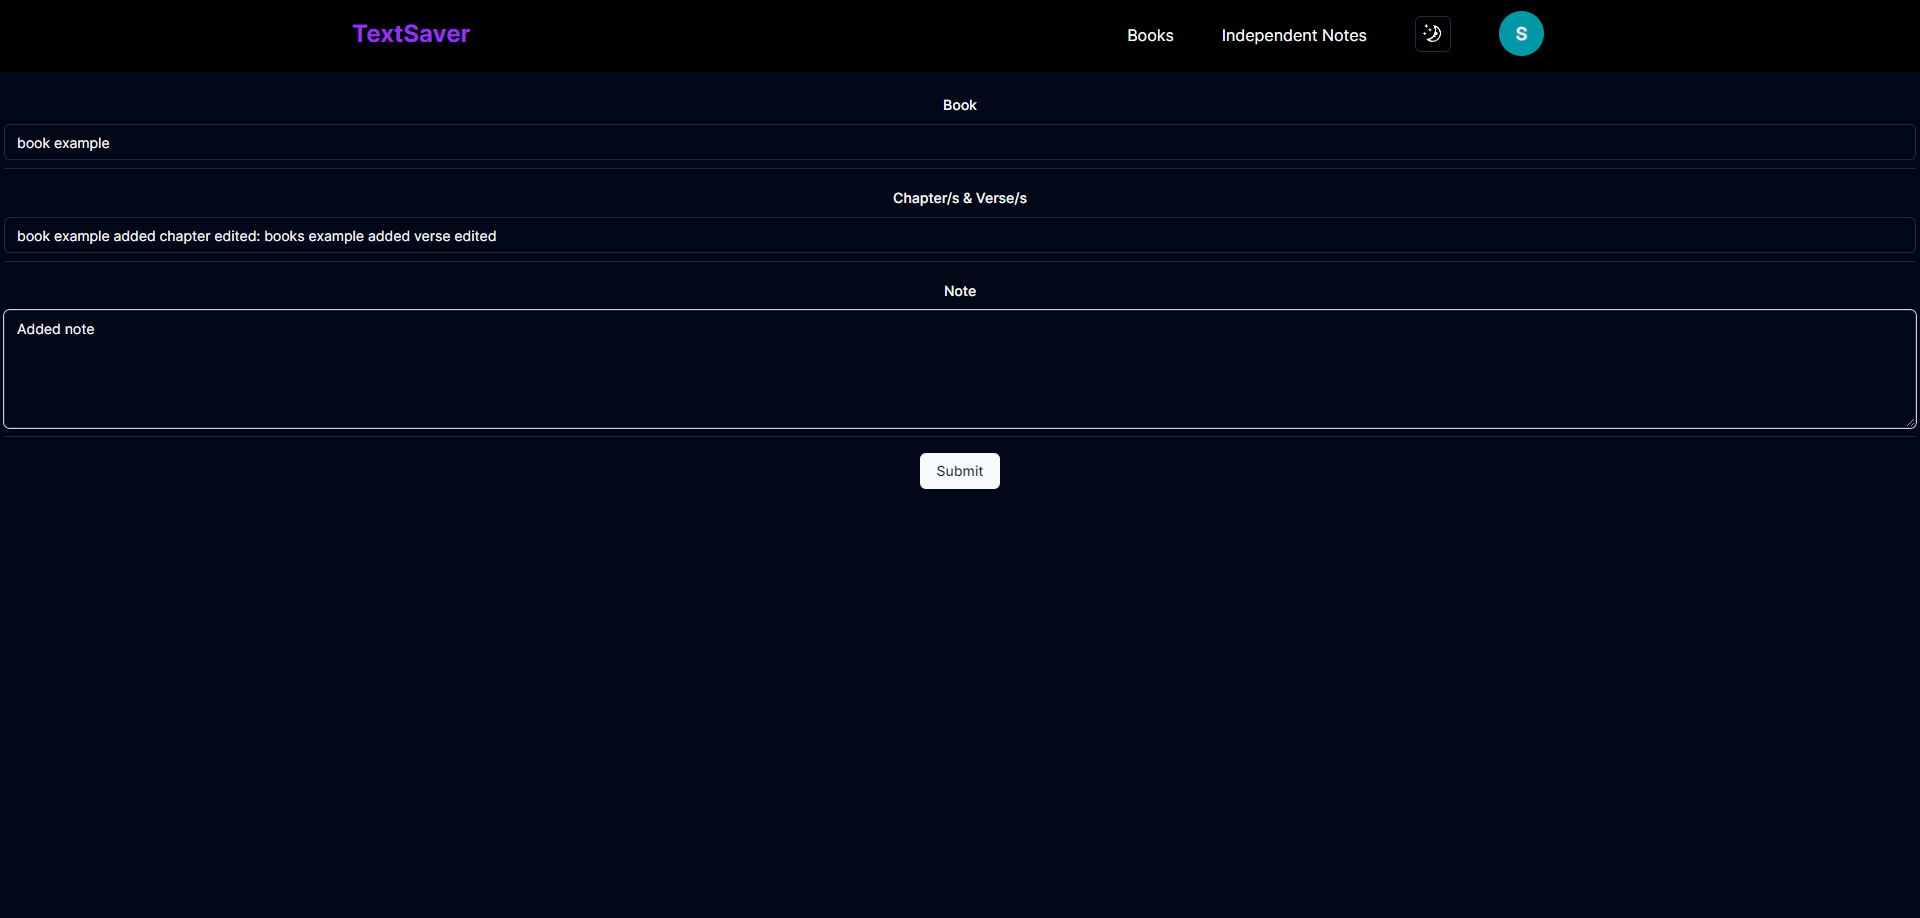 TextSaver
Books
Independent Notes
S
Book
book example
Chapter/s & Verse/s
book example added chapter edited: books example added verse edited
Note
Added note
Submit